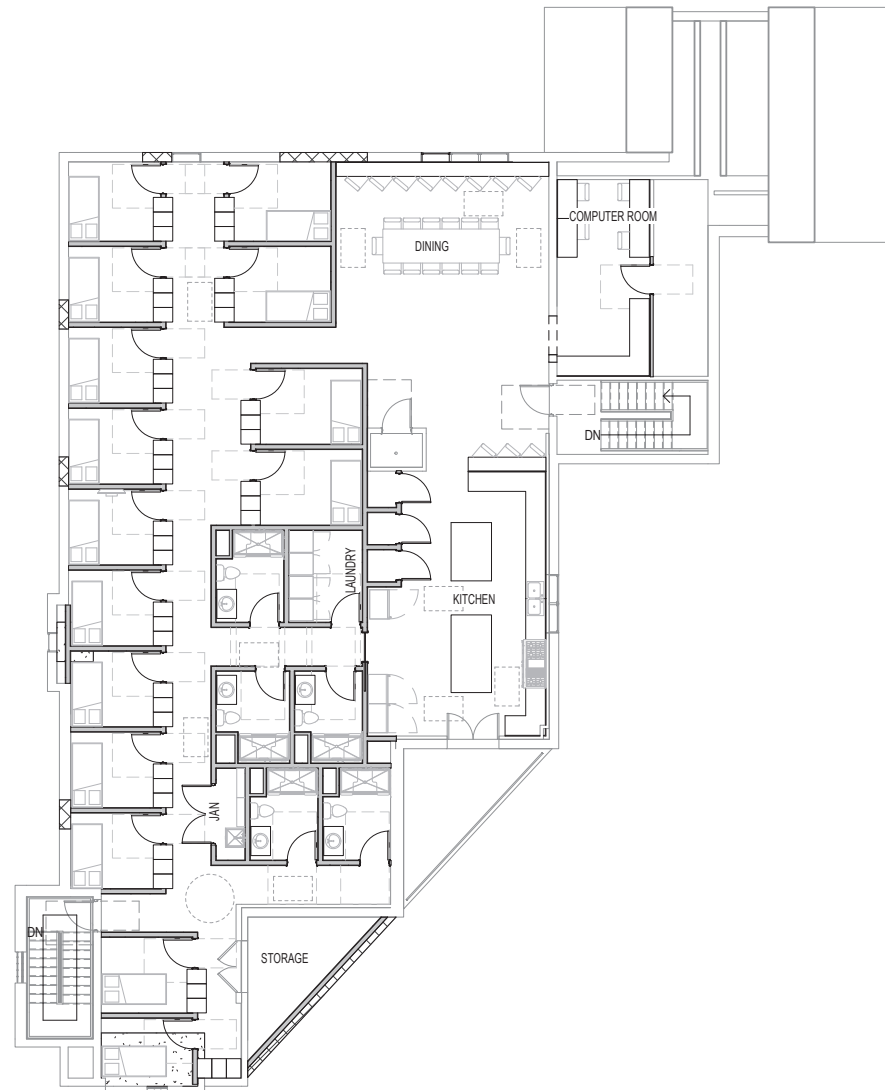 COMPUTER ROOM
DINING
DN
LAUNDRY
KITCHEN
JAN
DN
STORAGE